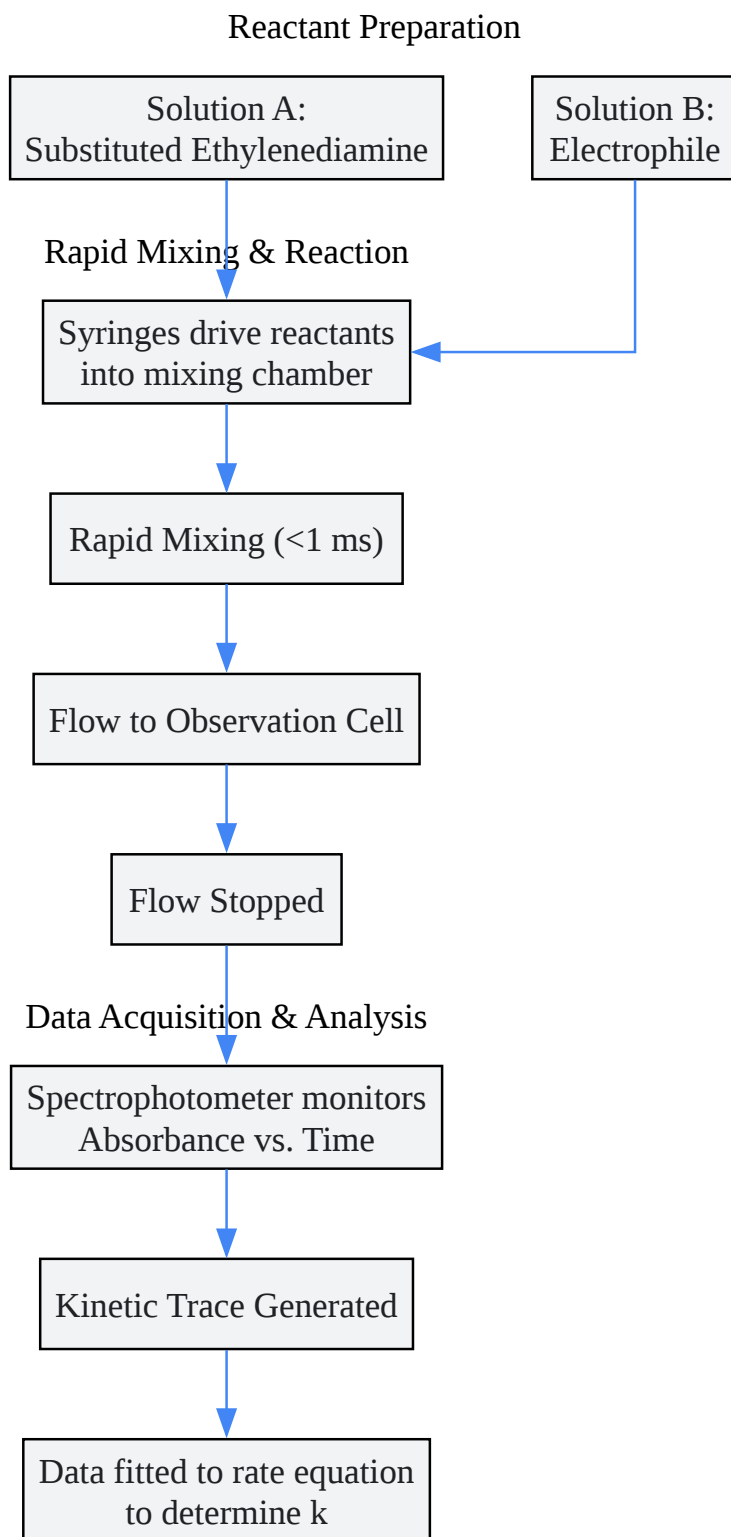 Reactant Preparation
Solution A:
Substituted Ethylenediamine
Solution B:
Electrophile
Rapid Mixing & Reaction
Syringes drive reactants
into mixing chamber
Rapid Mixing (<1 ms)
Flow to Observation Cell
Flow Stopped
Data Acquisition & Analysis
Spectrophotometer monitors
Absorbance vs. Time
Kinetic Trace Generated
Data fitted to rate equation
to determine k